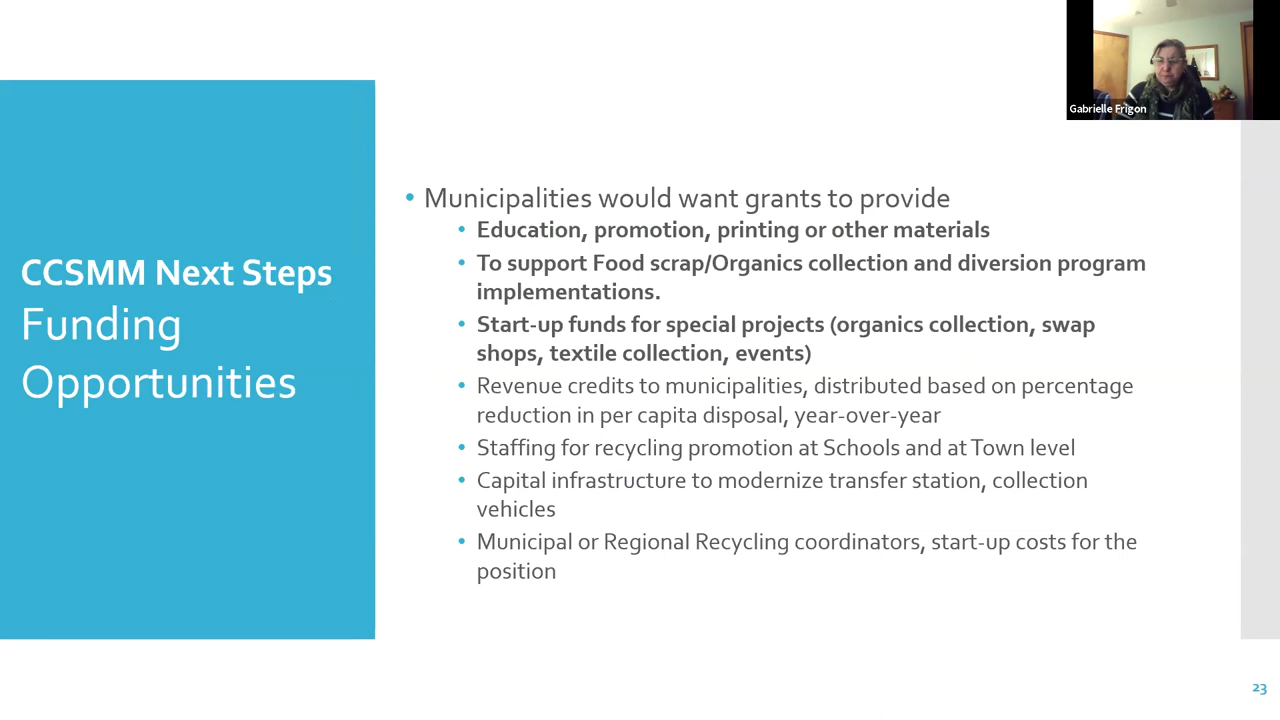 Gabrielle Frigon
CCSMM Next Steps
Funding
Opportunities
• Municipalities would want grants to provide
• Education, promotion, printing or other materials
• To support Food scrap/Organics collection and diversion program
implementations.
• Start-up funds for special projects (organics collection, swap
shops, textile collection, events)
• Revenue credits to municipalities, distributed based on percentage
reduction in per capita disposal, year-over-year
• Staffing for recycling promotion at Schools and at Town level
• Capital infrastructure to modernize transfer station, collection
vehicles
• Municipal or Regional Recycling coordinators, start-up costs for the
position
23